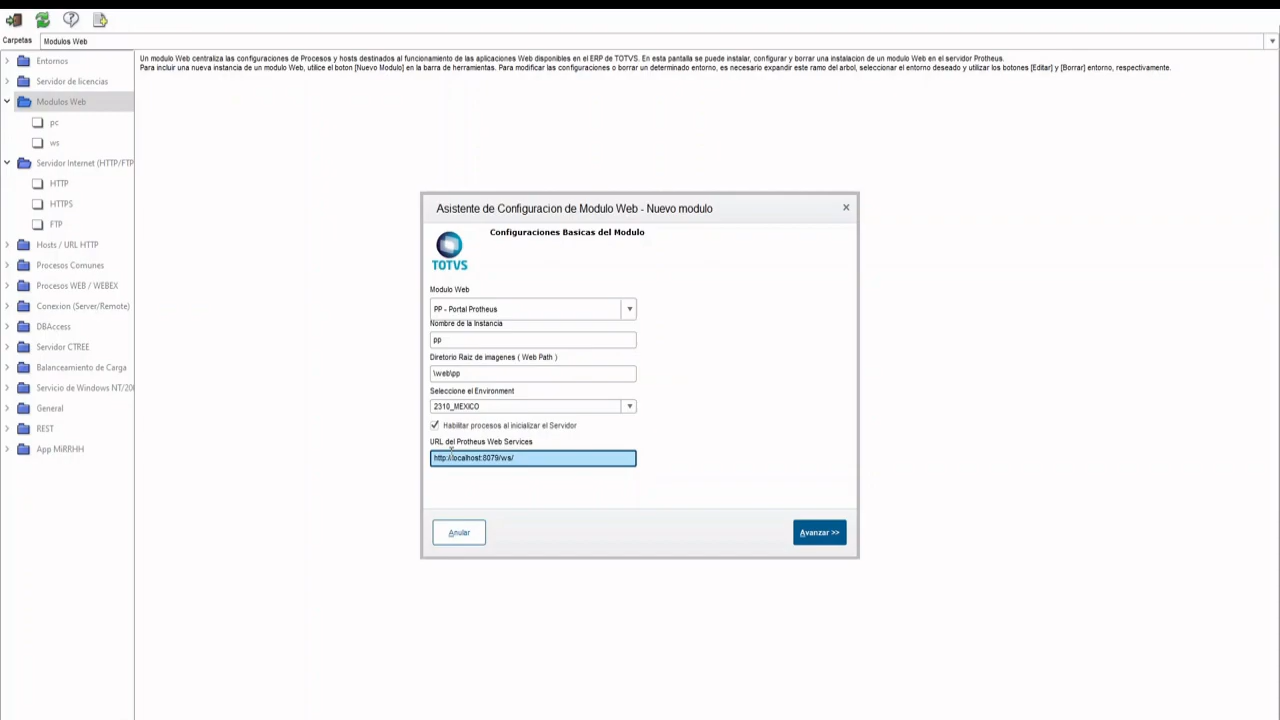 Carpetas
Modulos Web
Entornos
Servidor de licencias
Modulos Web
pc
ws
Servidor Internet (HTTP/FTP
HTTP
HTTPS
FTP
Hosts / URL HTTP
Procesos Comunes
Procesos WEB / WEBEX
Conexion (Server/Remote)
DBAccess
Servidor CTREE
Balanceamiento de Carga
Servicio de Windows NT/20
General
REST
App MiRRHH
Un modulo Web centraliza las configuraciones de Procesos y hosts destinados al funcionamiento de las aplicaciones Web disponibles en el ERP de TOTVS. En esta pantalla se puede instalar, configurar y borrar una instalacion de un modulo Web en el servidor Protheus.
Para incluir una nueva instancia de un modulo Web, utilice el boton [Nuevo Modulo] en la barra de herramientas. Para modificar las configuraciones o borrar un determinado entorno, es necesario expandir este ramo del arbol, seleccionar el entorno deseado y utilizar los botones [Editar] y [Borrar] entorno, respectivamente.
Asistente de Configuracion de Modulo Web - Nuevo modulo
Configuraciones Basicas del Modulo
TOTVS
Modulo Web
PP - Portal Protheus
Nombre de la Instancia
pp
Diretorio Raiz de imagenes ( Web Path )
\web\pp
Seleccione el Environment
2310_MEXICO
Habilitar procesos al inicializar el Servidor
URL del Protheus Web Services
http://localhost:8079/ws/
Anular
Avanzar >>